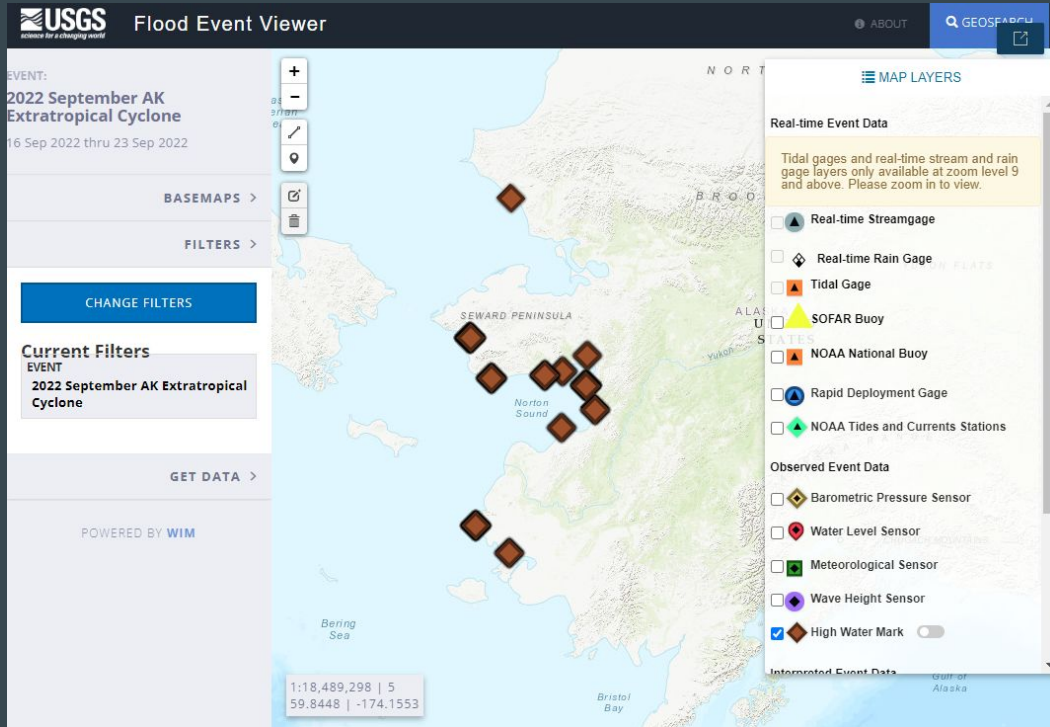 USGS
science for a changing world
Flood Event Viewer
ABOUT
GEOSEARCH
EVENT:
2022 September AK
Extratropical Cyclone
16 Sep 2022 thru 23 Sep 2022
BASEMAPS >
FILTERS >
CHANGE FILTERS
Current Filters
EVENT
2022 September AK Extratropical
Cyclone
GET DATA >
POWERED BY WIM
+
−
NORT
BROO
SEWARD PENINSULA
Norton
Sound
Yukon
ALAS
U
STATES
Bering
Sea
Bristol
Bay
Gulf of
Alaska
1:18,489,298 | 5
59.8448 | -174.1553
MAP LAYERS
Real-time Event Data
Tidal gages and real-time stream and rain
gage layers only available at zoom level 9
and above. Please zoom in to view.
Real-time Streamgage
Real-time Rain Gage
YUKON FLATS
Tidal Gage
SOFAR Buoy
NOAA National Buoy
Rapid Deployment Gage
NOAA Tides and Currents Stations
Observed Event Data
Barometric Pressure Sensor
Water Level Sensor
Meteorological Sensor
Wave Height Sensor
High Water Mark
Interpreted Event Data